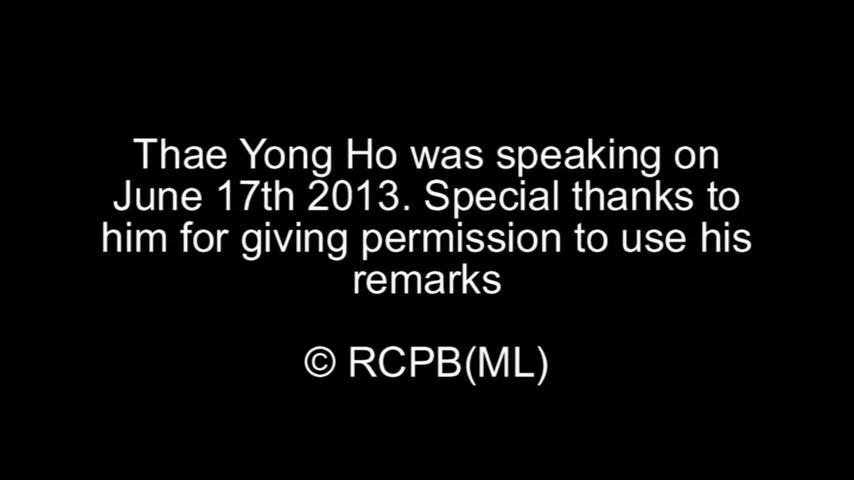 Thae Yong Ho was speaking on
June 17th 2013. Special thanks to
him for giving permission to use his
remarks
© RCPB(ML)